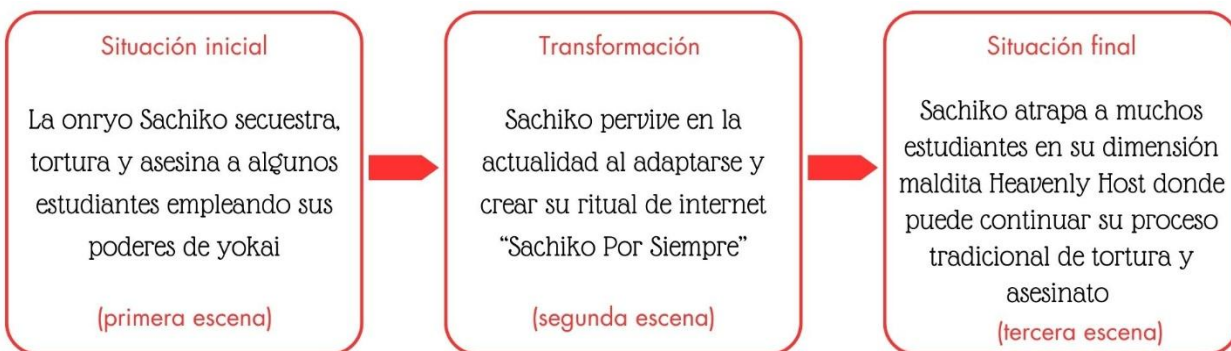 Situación inicial
La onryo Sachiko secuestra,
tortura y asesina a algunos
estudiantes empleando sus
poderes de yokai
(primera escena)
Transformación
Sachiko pervive en la
actualidad al adaptarse y
crear su ritual de internet
“Sachiko Por Siempre”
(segunda escena)
Situación final
Sachiko atrapa a muchos
estudiantes en su dimensión
maldita Heavenly Host donde
puede continuar su proceso
tradicional de tortura y
asesinato
(tercera escena)